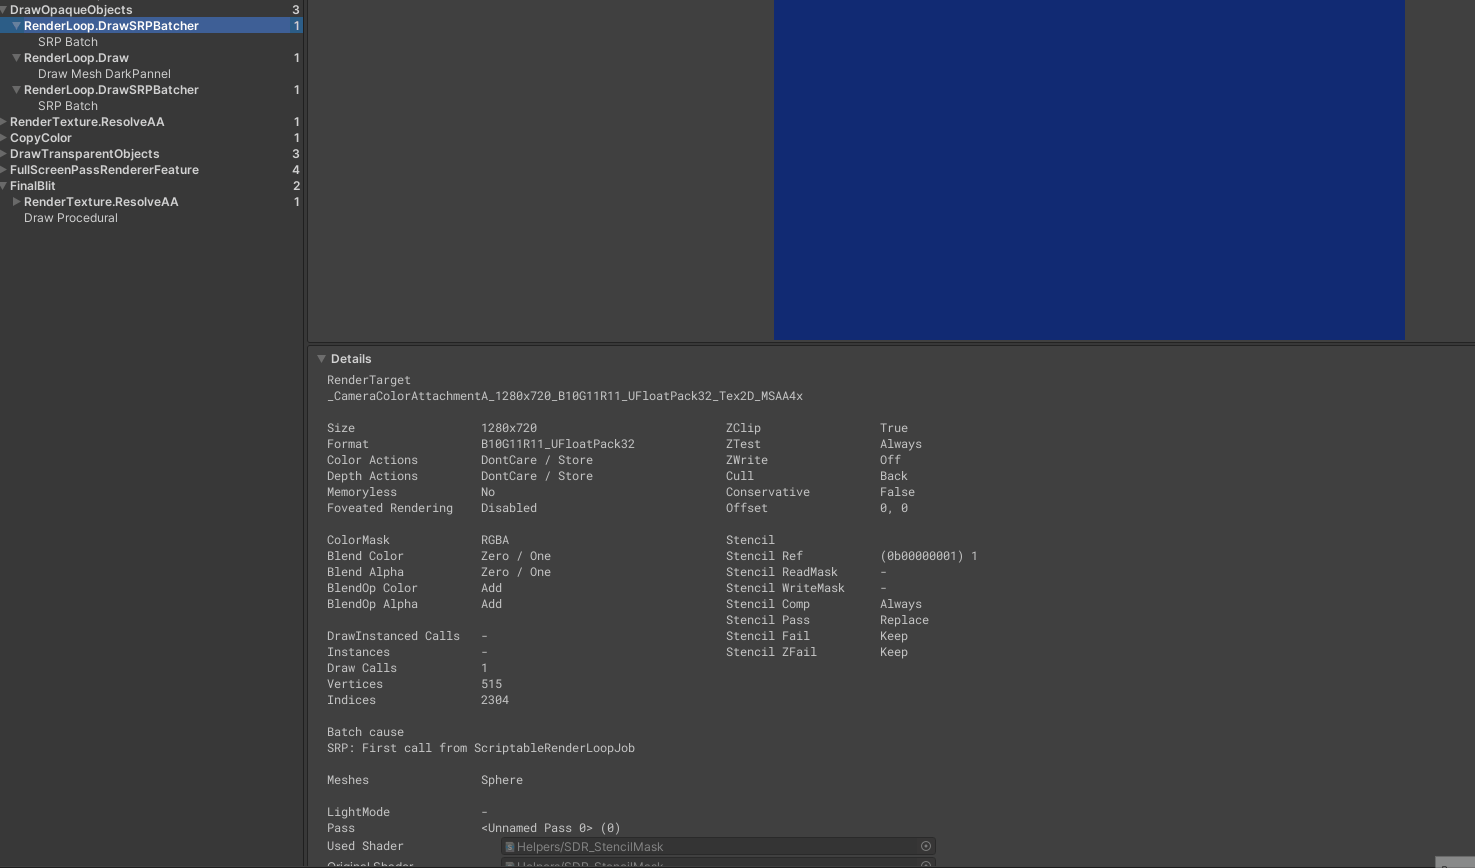 DrawOpaqueObjects 3
RenderLoop.DrawSRPBatcher 1
SRP Batch
RenderLoop.Draw 1
Draw Mesh DarkPannel
RenderLoop.DrawSRPBatcher 1
SRP Batch
RenderTexture.ResolveAA 1
CopyColor 1
DrawTransparentObjects 3
FullScreenPassRendererFeature 4
FinalBlit 2
RenderTexture.ResolveAA 1
Draw Procedural
Details
RenderTarget
_CameraColorAttachmentA_1280x720_B10G11R11_UFloatPack32_Tex2D_MSAA4x
Size 1280x720 ZClip True
Format B10G11R11_UFloatPack32 ZTest Always
Color Actions DontCare / Store ZWrite Off
Depth Actions DontCare / Store Cull Back
Memoryless No Conservative False
Foveated Rendering Disabled Offset 0, 0
ColorMask RGBA Stencil
Blend Color Zero / One Stencil Ref (0b00000001) 1
Blend Alpha Zero / One Stencil ReadMask -
BlendOp Color Add Stencil WriteMask -
BlendOp Alpha Add Stencil Comp Always
Stencil Pass Replace
DrawInstanced Calls - Stencil Fail Keep
Instances - Stencil ZFail Keep
Draw Calls 1
Vertices 515
Indices 2304
Batch cause
SRP: First call from ScriptableRenderLoopJob
Meshes Sphere
LightMode -
Pass <Unnamed Pass 0> (0)
Used Shader Helpers/SDR_StencilMask
Original Shader Helpers/SDR_StencilMask